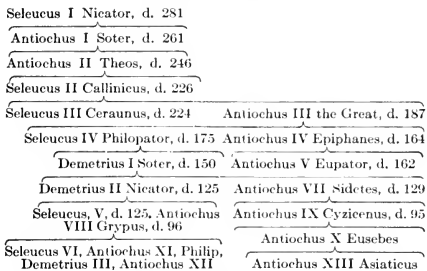 Seleucus I Nicator, d. 281
Antiochus I Soter, d. 261
Antiochus II Theos, d. 246
Seleucus II Callinicus, d. 226
Seleucus III Ceraunus, d. 224 Antiochus III the Great, d. 187
Seleucus IV Philopator, d. 175 Antiochus IV Epiphanes, d. 164
Demetrius I Soter, d. 150 Antiochus V Eupator, d. 162
Demetrius II Nicator, d. 125 Antiochus VII Sidetes, d. 129
Seleucus, V, d. 125. Antiochus Antiochus IX Cyzicenus, d. 95
VIII Grypus, d. 96
Antiochus X Eusebes
Seleucus VI, Antiochus XI, Philip,
Demetrius III, Antiochus XII Antiochus XIII Asiaticus